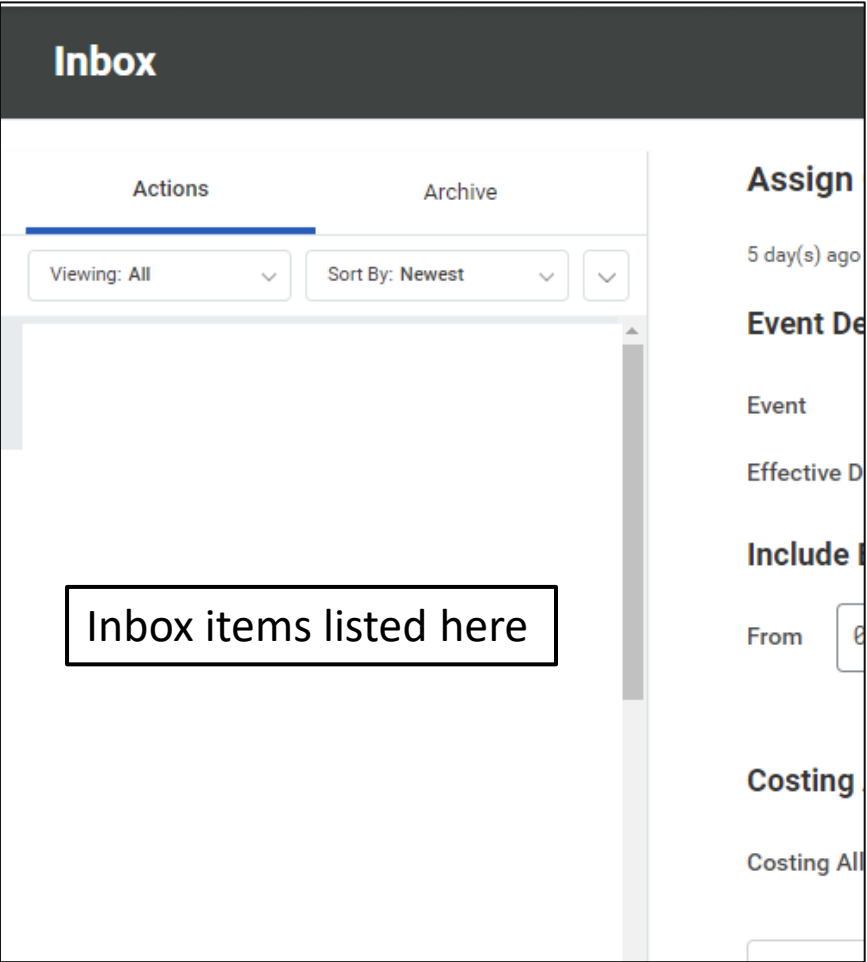 Inbox
Actions
Archive
Viewing: All
Sort By: Newest
Inbox items listed here
Assign
5 day(s) ago
Event De
Event
Effective D
Include
From
Costing
Costing All